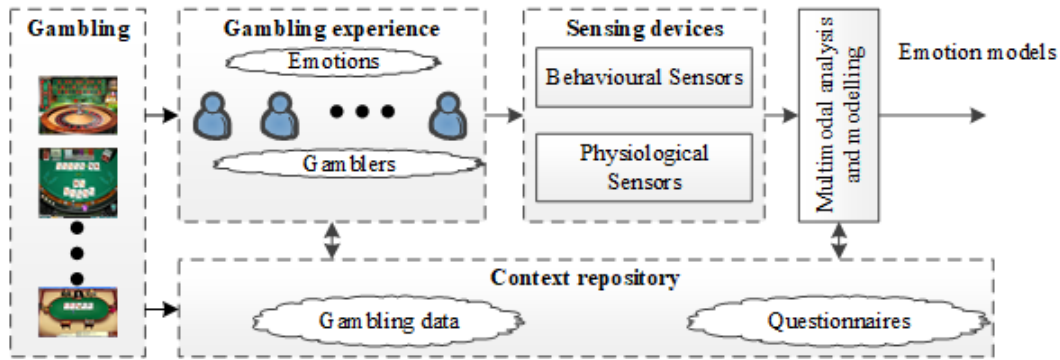 Gambling
Gambling experience
Emotions
Gamblers
Sensing devices
Behavioural Sensors
Physiological
Sensors
Multimodal analysis
and modelling
Emotion models
Context repository
Gambling data
Questionnaires